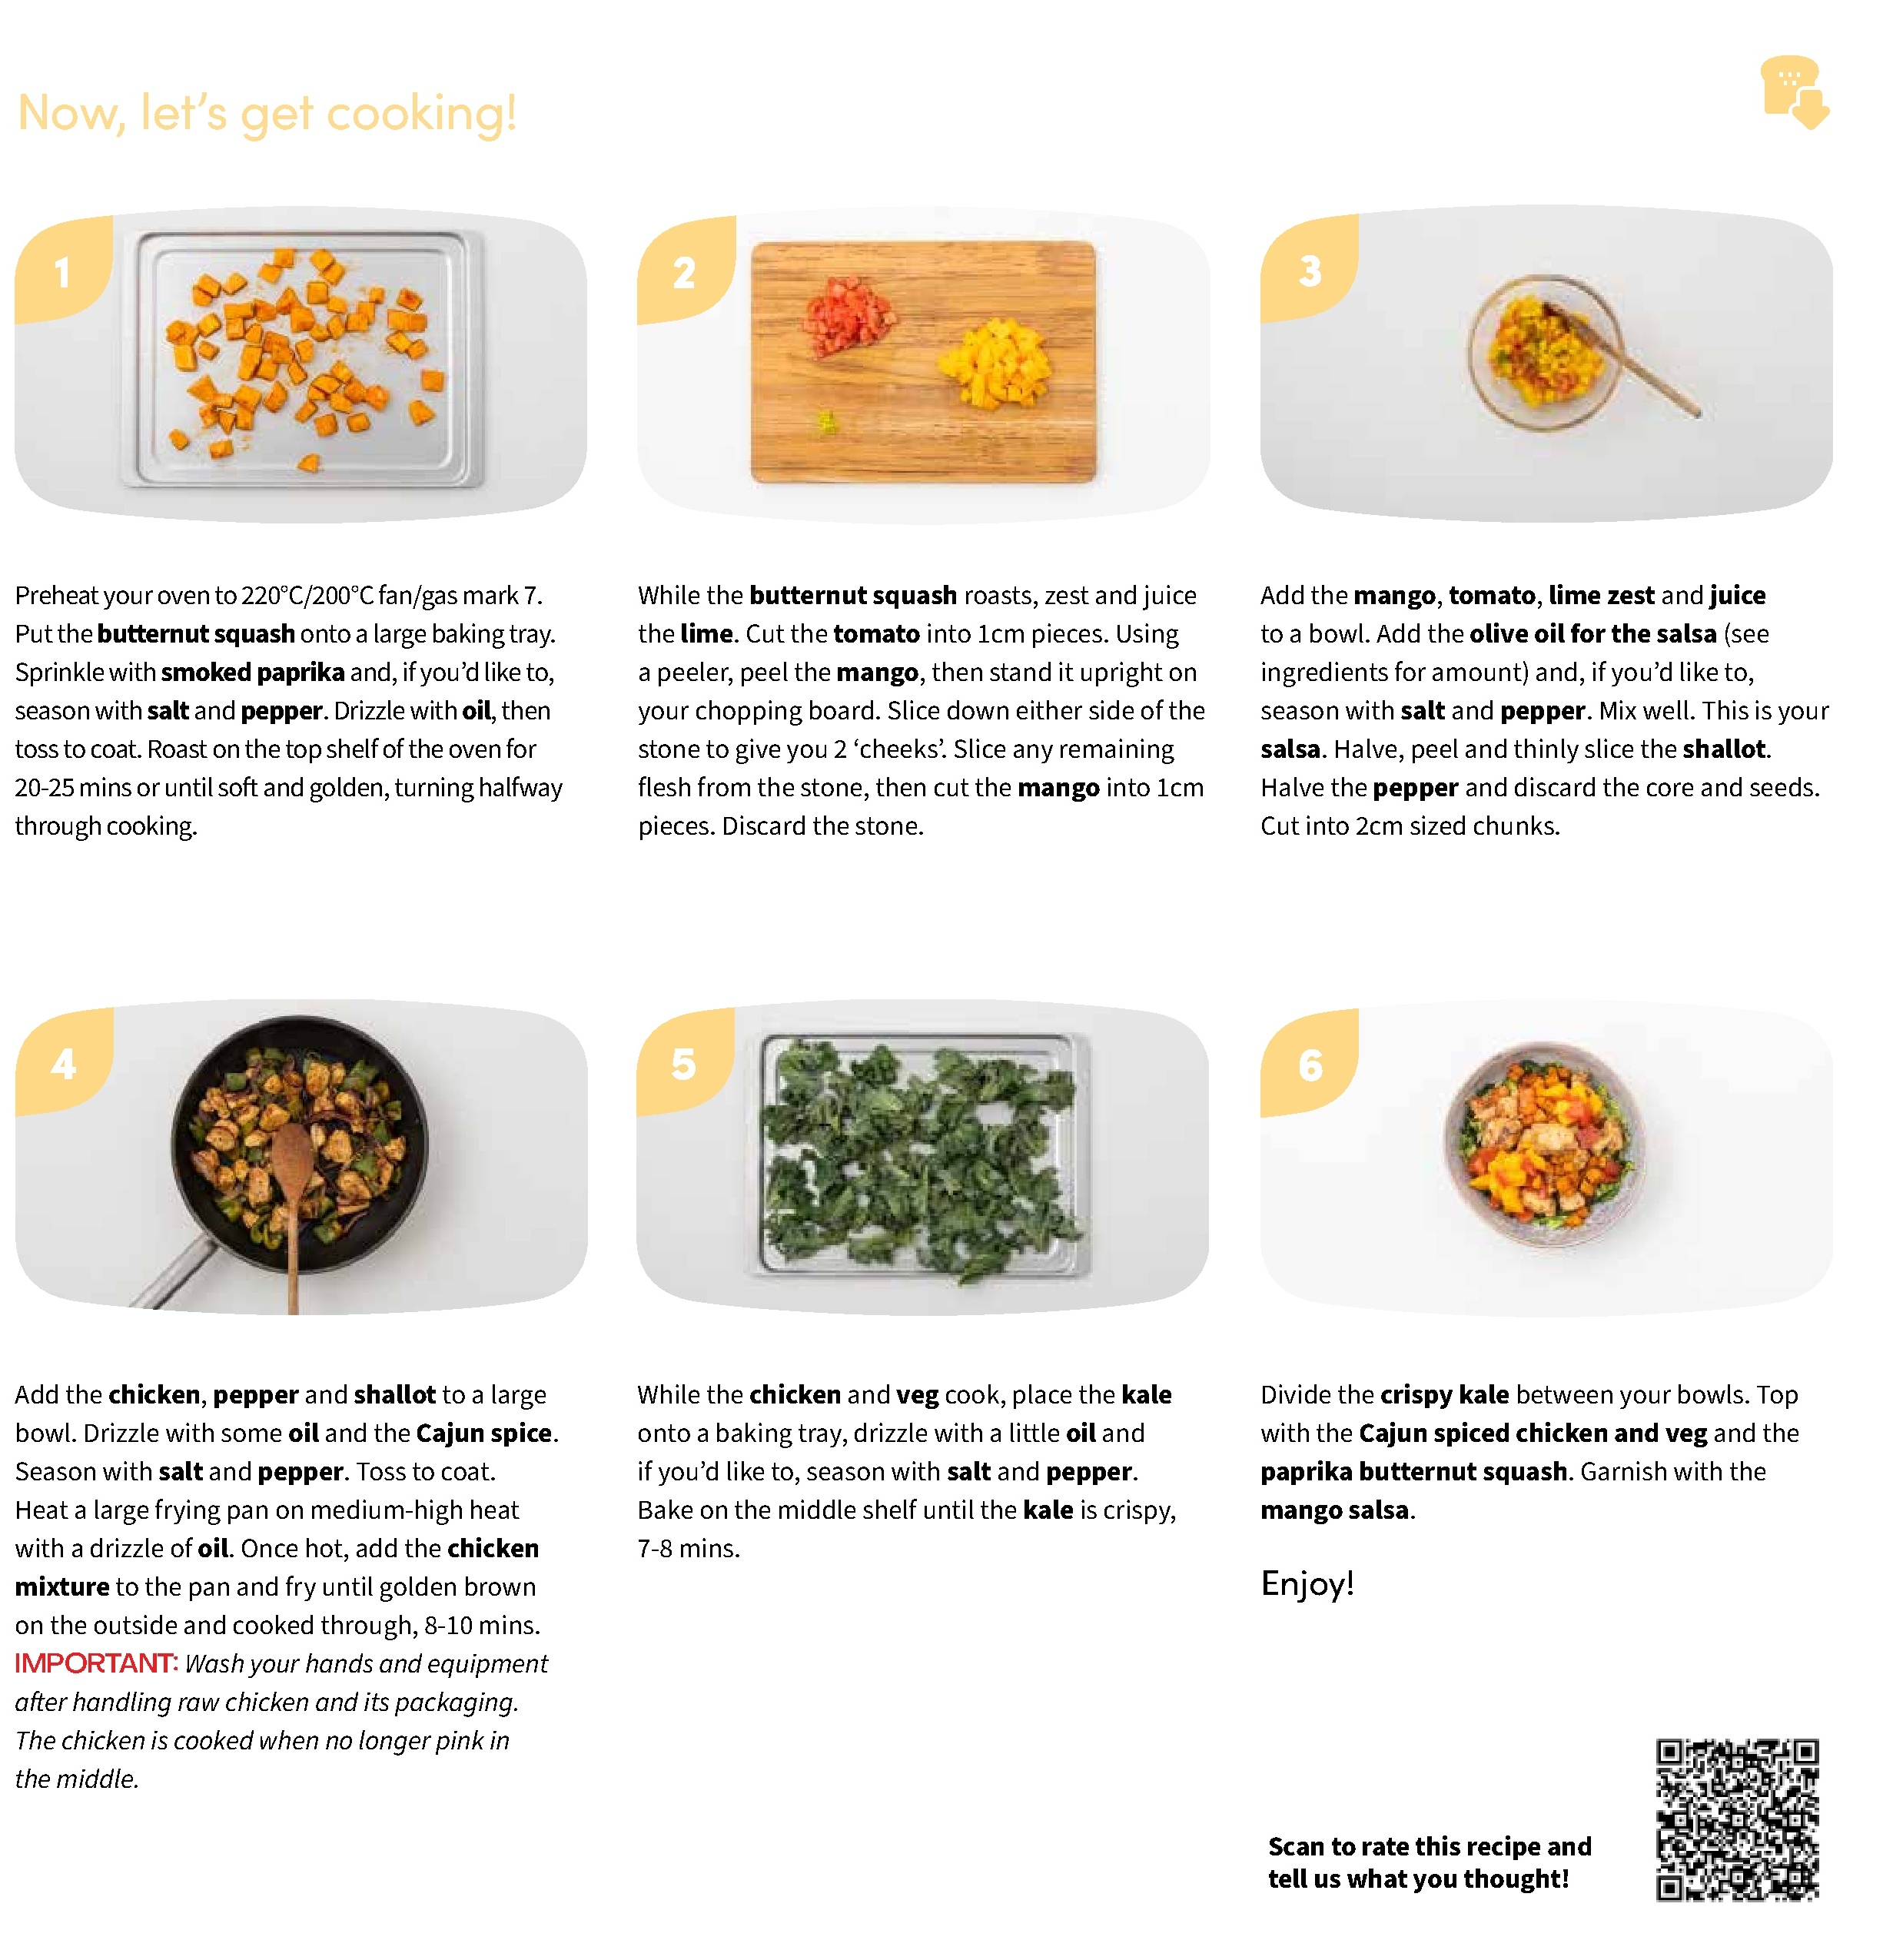 Now, let's get cooking!
1
Preheat your oven to 220°C/200°C fan/gas mark 7.
Put the butternut squash onto a large baking tray.
Sprinkle with smoked paprika and, if you'd like to,
season with salt and pepper. Drizzle with oil, then
toss to coat. Roast on the top shelf of the oven for
20-25 mins or until soft and golden, turning halfway
through cooking.
2
While the butternut squash roasts, zest and juice
the lime. Cut the tomato into 1cm pieces. Using
a peeler, peel the mango, then stand it upright on
your chopping board. Slice down either side of the
stone to give you 2 ‘cheeks’. Slice any remaining
flesh from the stone, then cut the mango into 1cm
pieces. Discard the stone.
3
Add the mango, tomato, lime zest and juice
to a bowl. Add the olive oil for the salsa (see
ingredients for amount) and, if you'd like to,
season with salt and pepper. Mix well. This is your
salsa. Halve, peel and thinly slice the shallot.
Halve the pepper and discard the core and seeds.
Cut into 2cm sized chunks.
4
Add the chicken, pepper and shallot to a large
bowl. Drizzle with some oil and the Cajun spice.
Season with salt and pepper. Toss to coat.
Heat a large frying pan on medium-high heat
with a drizzle of oil. Once hot, add the chicken
mixture to the pan and fry until golden brown
on the outside and cooked through, 8-10 mins.
IMPORTANT: Wash your hands and equipment
after handling raw chicken and its packaging.
The chicken is cooked when no longer pink in
the middle.
5
While the chicken and veg cook, place the kale
onto a baking tray, drizzle with a little oil and
if you'd like to, season with salt and pepper.
Bake on the middle shelf until the kale is crispy,
7-8 mins.
6
Divide the crispy kale between your bowls. Top
with the Cajun spiced chicken and veg and the
paprika butternut squash. Garnish with the
mango salsa.
Enjoy!
Scan to rate this recipe and
tell us what you thought!